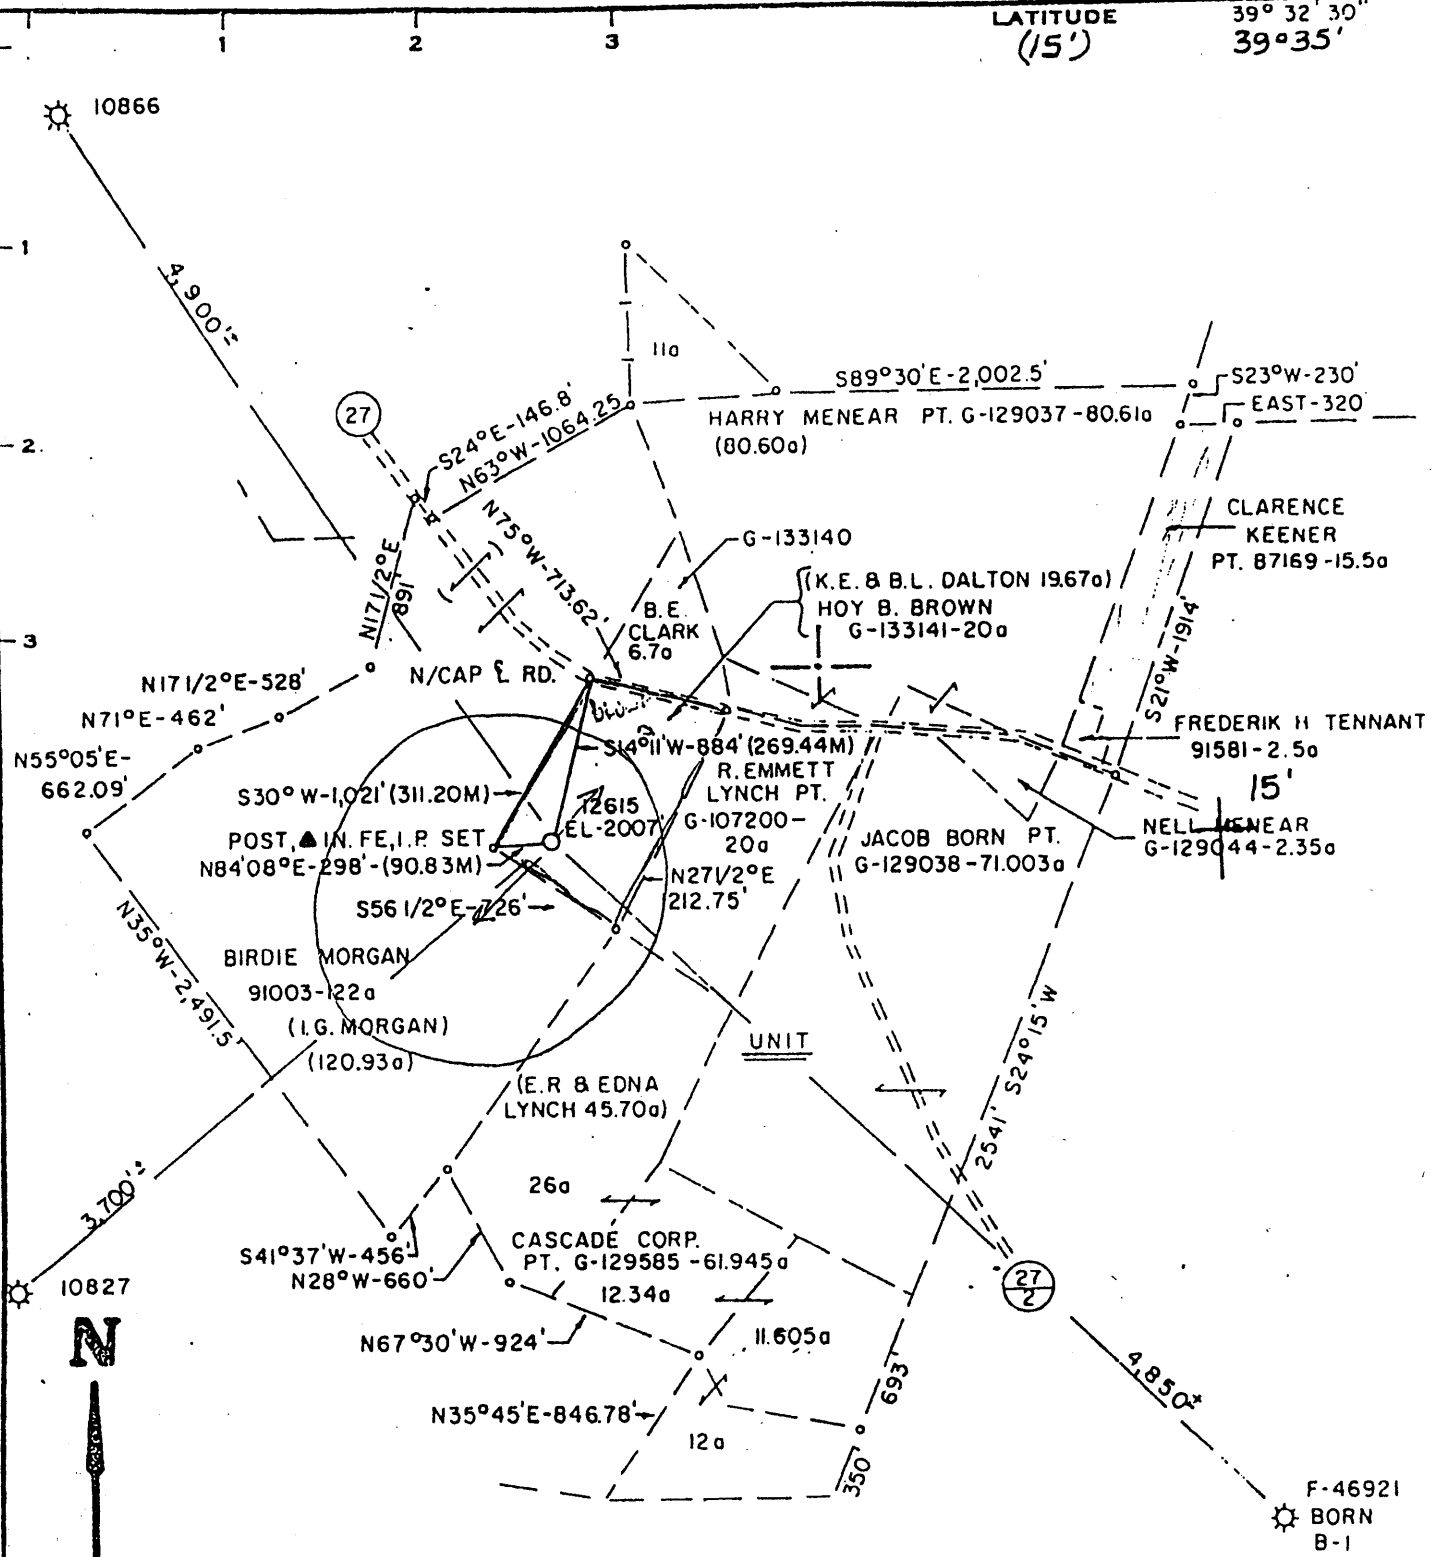 LATITUDE 39° 32' 30"
(15') 39°35'
1 2 3
10866
1
4,900'±
11a
S89°30'E-2,002.5'
S23°W-230'
EAST-320'
27
S24°E-146.8'
N63°W-1064.25
HARRY MENEAR PT. G-129037-80.61a
(80.60a)
2
N75°W-713.62'
CLARENCE
KEENER
PT. 87169-15.5a
G-133140
N17 1/2°E
891'
(K.E. & B.L. DALTON 19.67a)
HOY B. BROWN
G-133141-20a
B.E.
CLARK
6.7a
3
S21°W-1914'
N/CAP ℄ RD.
N17 1/2°E-528'
N71°E-462'
N55°05'E-
662.09'
FREDERIK H TENNANT
91581-2.5a
15'
S14°11'W-884' (269.44M)
R. EMMETT
LYNCH PT.
G-107200-
20a
S30°W-1,021' (311.20M)
12615
EL-2007'
POST, ▲ IN. FE, I.P. SET
N84°08'E-298'-(90.83M)
JACOB BORN PT.
G-129038-71.003a
NELL MENEAR
G-129044-2.35a
N27 1/2°E
212.75'
S56 1/2°E-726'
N35°W-2,491.5'
BIRDIE MORGAN
91003-122a
(I.G. MORGAN)
(120.93a)
UNIT
2541' S24°15'W
(E.R & EDNA
LYNCH 45.70a)
3,700'±
26a
S41°37'W-456'
N28°W-660'
CASCADE CORP.
PT. G-129585-61.945a
12.34a
10827
27
2
N
N67°30'W-924'
11.605a
4,850'±
693'
N35°45'E-846.78'
12a
350'
F-46921
BORN
B-1